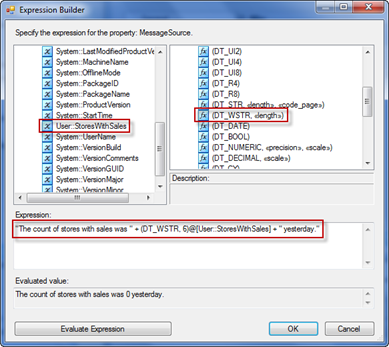 Expression Builder
Specify the expression for the property: MessageSource.
System::LastModifiedProductVe
System::MachineName
System::OfflineMode
System::PackageID
System::PackageName
System::ProductVersion
System::StartTime
User::StoresWithSales
System::UserName
System::VersionBuild
System::VersionComments
System::VersionGUID
System::VersionMajor
System::VersionMinor
(DT_UI2)
(DT_UI4)
(DT_UI8)
(DT_R4)
(DT_R8)
(DT_STR, «length», «code_page»)
(DT_WSTR, «length»)
(DT_DATE)
(DT_BOOL)
(DT_NUMERIC, «precision», «scale»)
(DT_DECIMAL, «scale»)
Description:
Expression:
"The count of stores with sales was " + (DT_WSTR, 6)@[User::StoresWithSales] + " yesterday."
Evaluated value:
The count of stores with sales was 0 yesterday.
Evaluate Expression
OK
Cancel